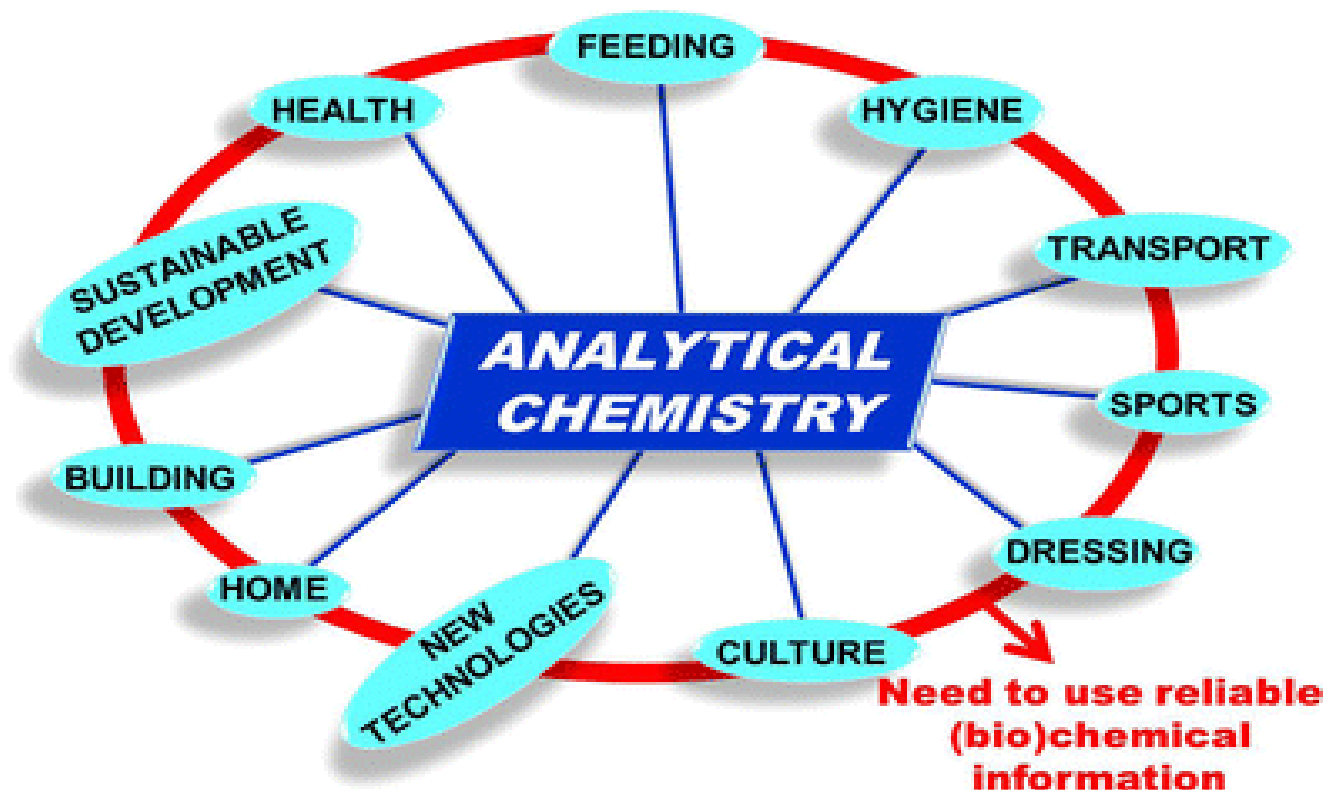 FEEDING
HEALTH
HYGIENE
SUSTAINABLE
DEVELOPMENT
TRANSPORT
ANALYTICAL
CHEMISTRY
SPORTS
BUILDING
DRESSING
HOME
NEW
TECHNOLOGIES
CULTURE
Need to use reliable
(bio)chemical
information